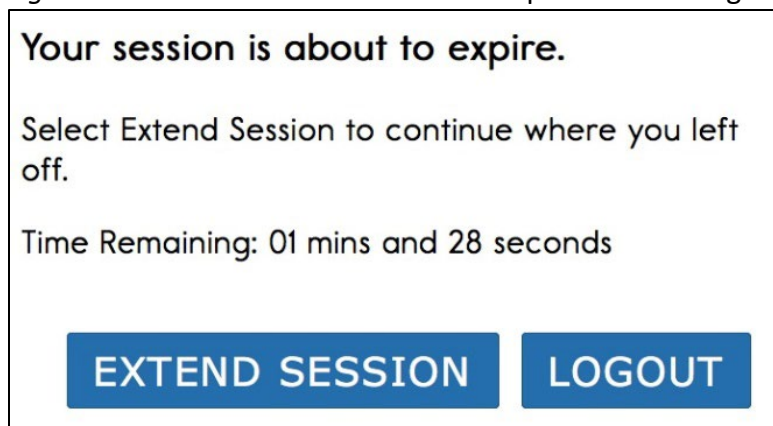 Your session is about to expire.
Select Extend Session to continue where you left
off.
Time Remaining: 01 mins and 28 seconds
EXTEND SESSION LOGOUT